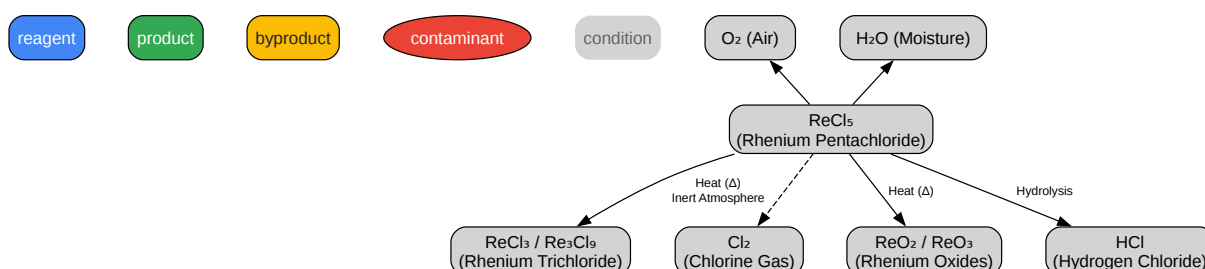 reagent
product
byproduct
contaminant
condition
O₂ (Air)
H₂O (Moisture)
ReCl₅
(Rhenium Pentachloride)
Heat (Δ)
Inert Atmosphere
Heat (Δ)
Hydrolysis
ReCl₃ / Re₃Cl₉
(Rhenium Trichloride)
Cl₂
(Chlorine Gas)
ReO₂ / ReO₃
(Rhenium Oxides)
HCl
(Hydrogen Chloride)